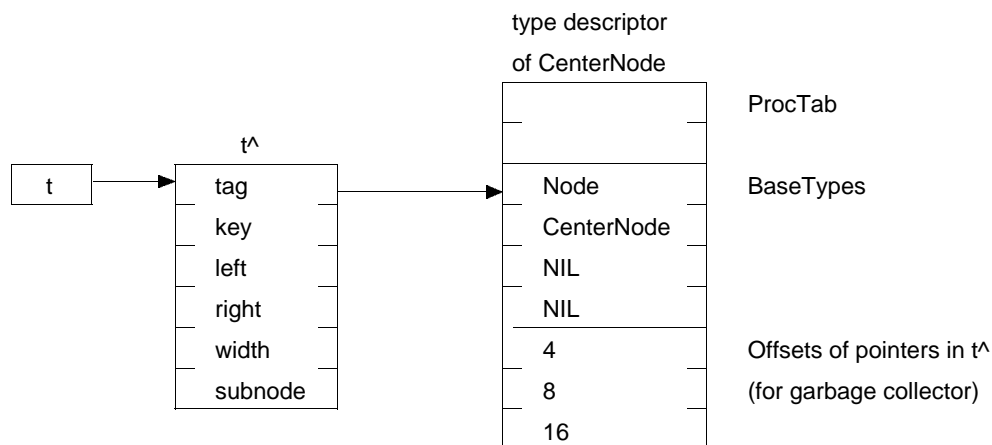 type descriptor
of CenterNode
ProcTab
t^
t
tag
key
left
right
width
subnode
Node
CenterNode
NIL
NIL
4
8
16
BaseTypes
Offsets of pointers in t^
(for garbage collector)